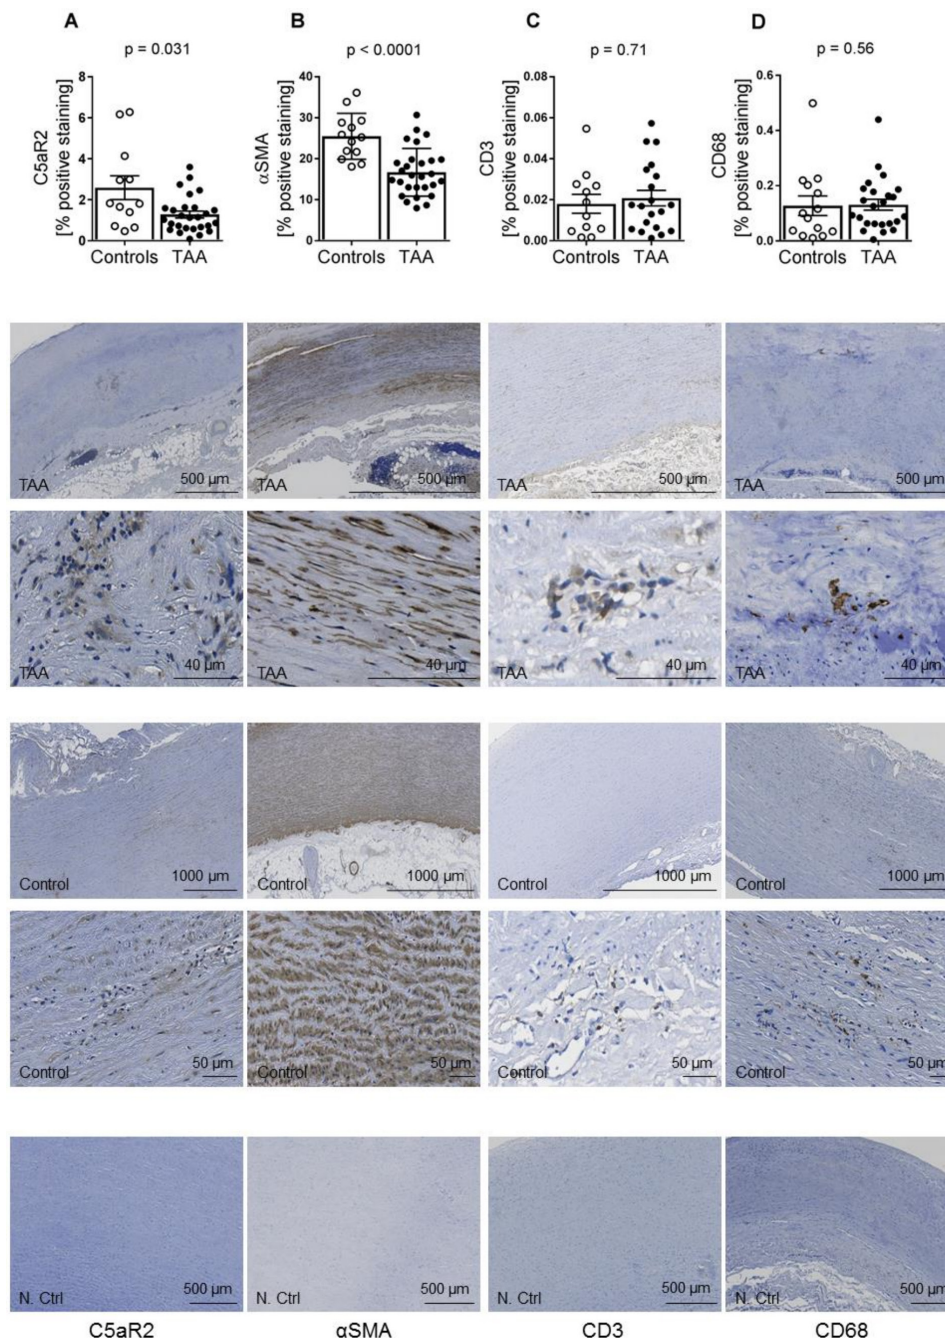 A
B
C
D
p = 0.031
p < 0.0001
p = 0.71
p = 0.56
C5aR2
[% positive staining]
8
6
4
2
0
Controls TAA
αSMA
[% positive staining]
40
30
20
10
0
Controls TAA
CD3
[% positive staining]
0.08
0.06
0.04
0.02
0.00
Controls TAA
CD68
[% positive staining]
0.6
0.4
0.2
0.0
Controls TAA
TAA 500 µm
TAA 500 µm
TAA 500 µm
TAA 500 µm
TAA 40 µm
TAA 40 µm
TAA 40 µm
TAA 40 µm
Control 1000 µm
Control 1000 µm
Control 1000 µm
Control 1000 µm
Control 50 µm
Control 50 µm
Control 50 µm
Control 50 µm
N. Ctrl 500 µm
N. Ctrl 500 µm
N. Ctrl 500 µm
N. Ctrl 500 µm
C5aR2
αSMA
CD3
CD68